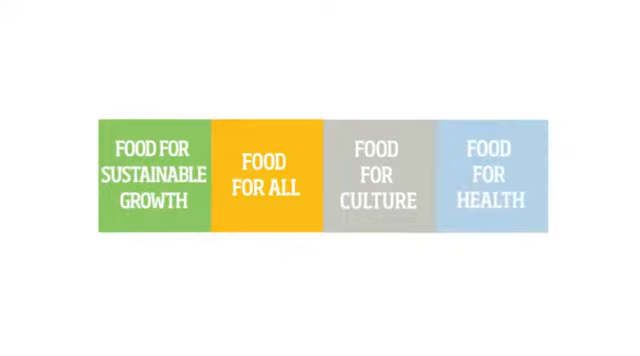 FOOD FOR
SUSTAINABLE
GROWTH
FOOD
FOR ALL
FOOD
FOR
CULTURE
FOOD
FOR
HEALTH